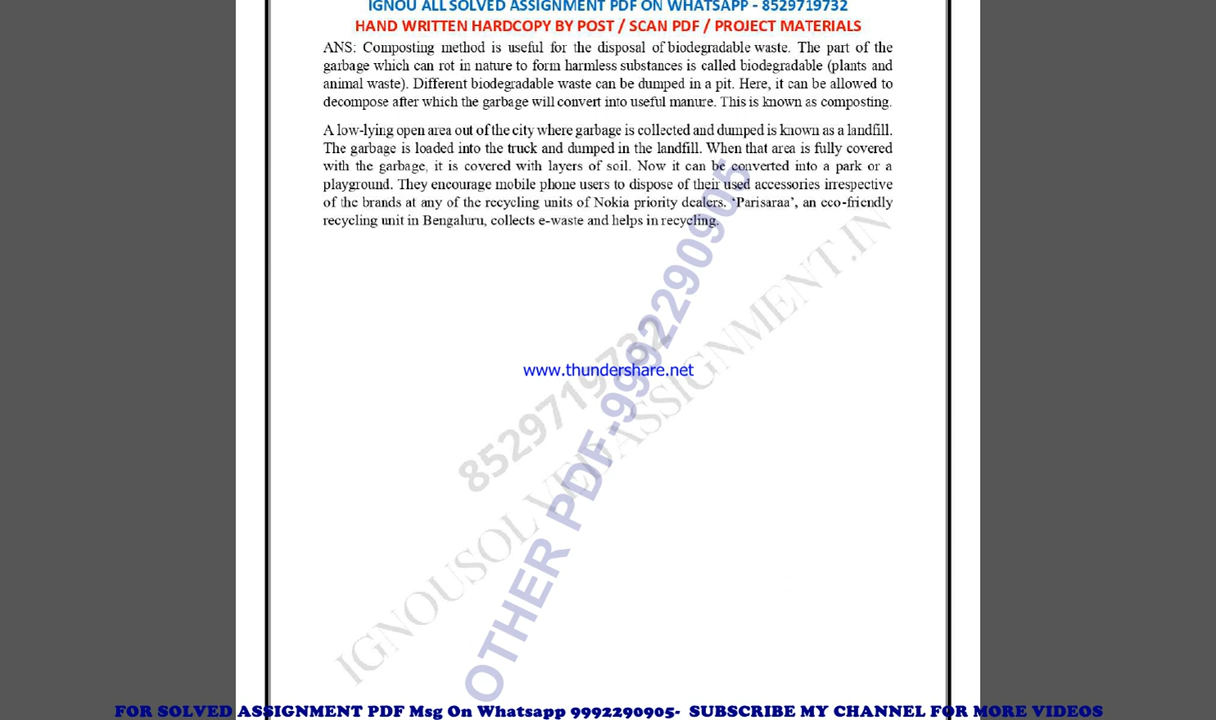 IGNOU ALL SOLVED ASSIGNMENT PDF ON WHATSAPP - 8529719732
HAND WRITTEN HARDCOPY BY POST / SCAN PDF / PROJECT MATERIALS
ANS: Composting method is useful for the disposal of biodegradable waste. The part of the
garbage which can rot in nature to form harmless substances is called biodegradable (plants and
animal waste). Different biodegradable waste can be dumped in a pit. Here, it can be allowed to
decompose after which the garbage will convert into useful manure. This is known as composting.
A low-lying open area out of the city where garbage is collected and dumped is known as a landfill.
The garbage is loaded into the truck and dumped in the landfill. When that area is fully covered
with the garbage, it is covered with layers of soil. Now it can be converted into a park or a
playground. They encourage mobile phone users to dispose of their used accessories irrespective
of the brands at any of the recycling units of Nokia priority dealers. ‘Parisaraa’, an eco-friendly
recycling unit in Bengaluru, collects e-waste and helps in recycling.
www.thundershare.net
8529719732
IGNOUSOLVEDASSIGNMENT.IN
OTHER PDF-9992290905
FOR SOLVED ASSIGNMENT PDF Msg On Whatsapp 9992290905- SUBSCRIBE MY CHANNEL FOR MORE VIDEOS